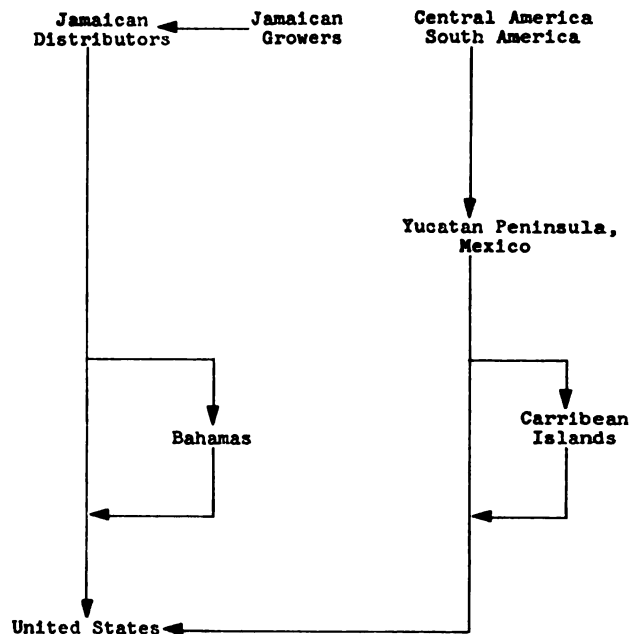 Jamaican
Distributors
Jamaican
Growers
Central America
South America
Yucatan Peninsula,
Mexico
Bahamas
Carribean
Islands
United States